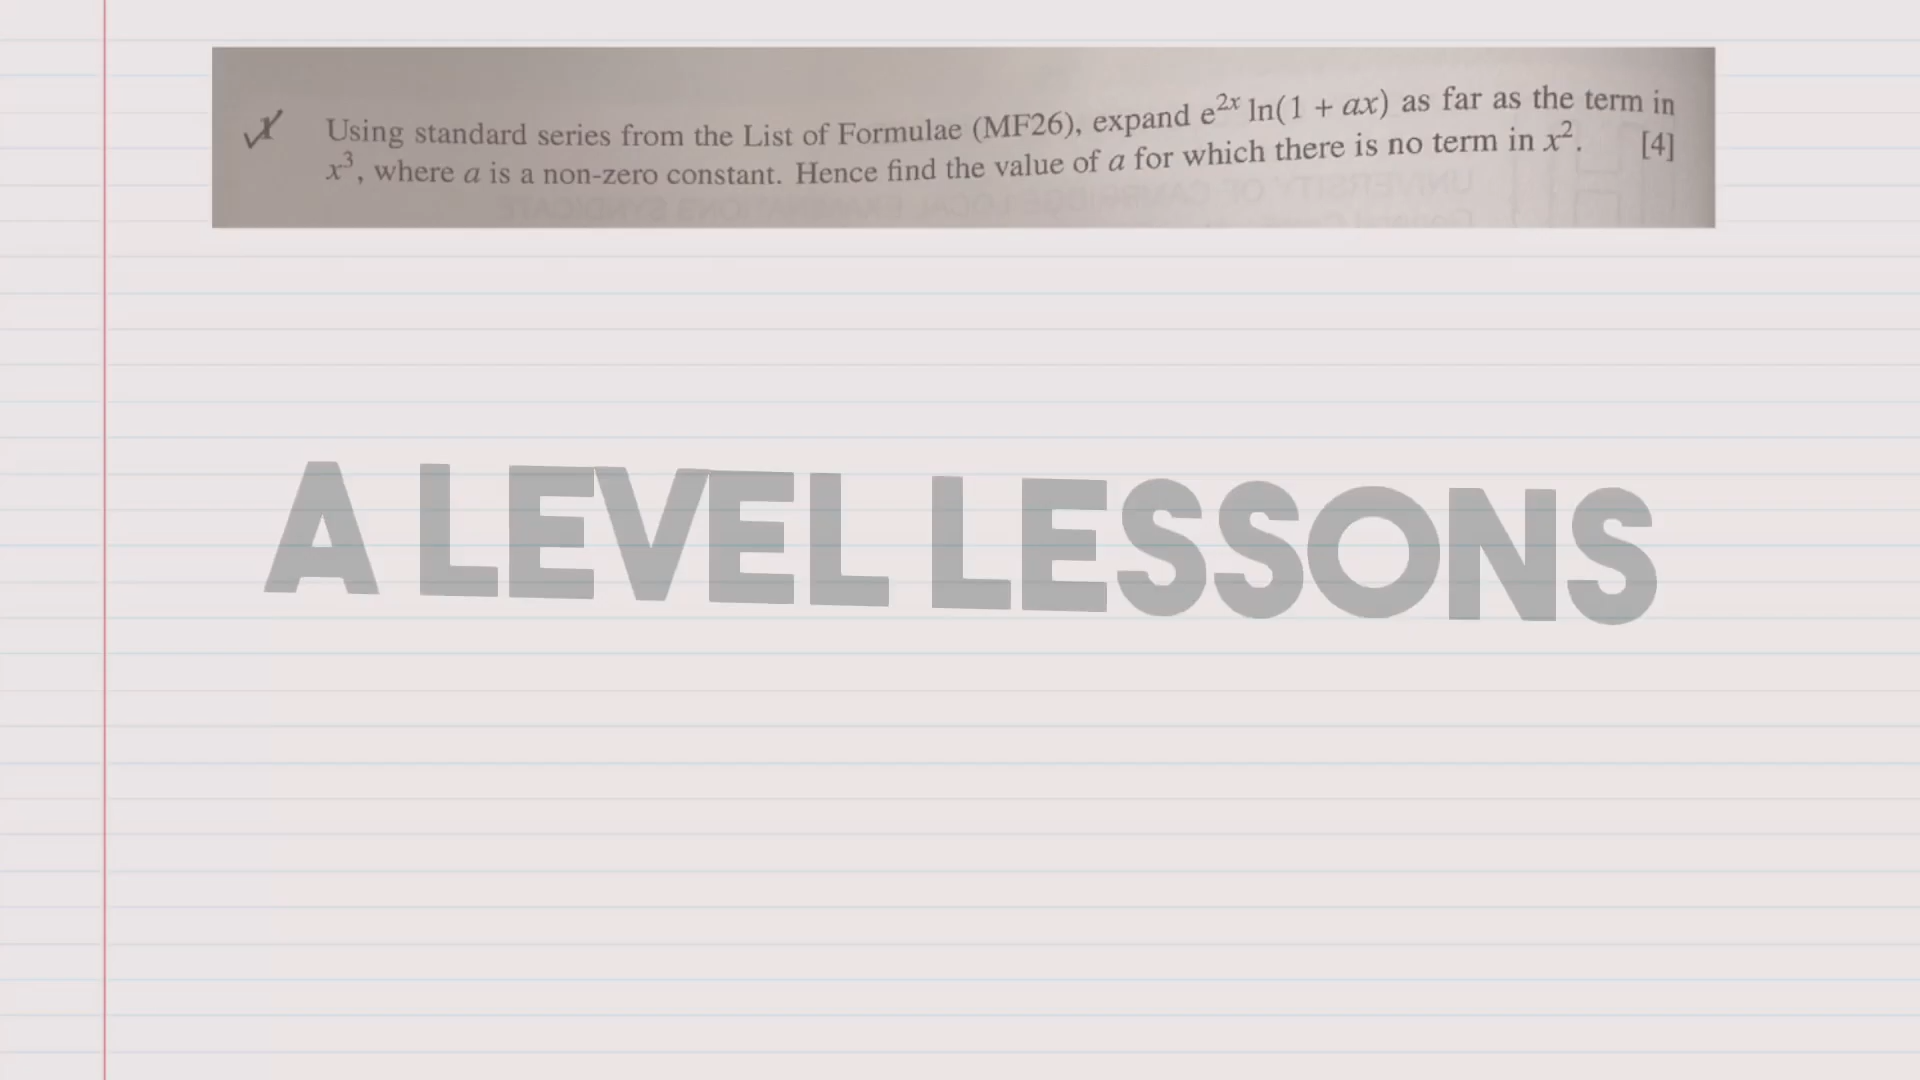 Using standard series from the List of Formulae (MF26), expand e^{2x} ln(1 + ax) as far as the term in
x³, where a is a non-zero constant. Hence find the value of a for which there is no term in x². [4]
A LEVEL LESSONS